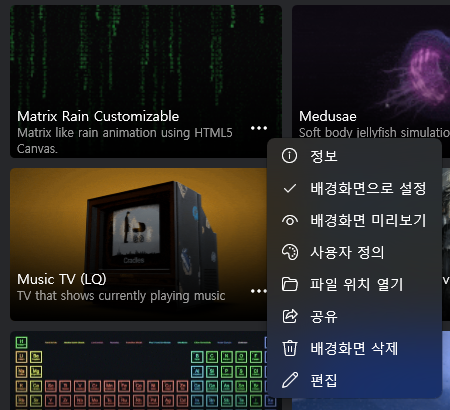 Matrix Rain Customizable
Matrix like rain animation using HTML5
Canvas.
Medusae
Soft body jellyfish simulatio
정보
배경화면으로 설정
배경화면 미리보기
사용자 정의
파일 위치 열기
공유
배경화면 삭제
편집
Music TV (LQ)
TV that shows currently playing music